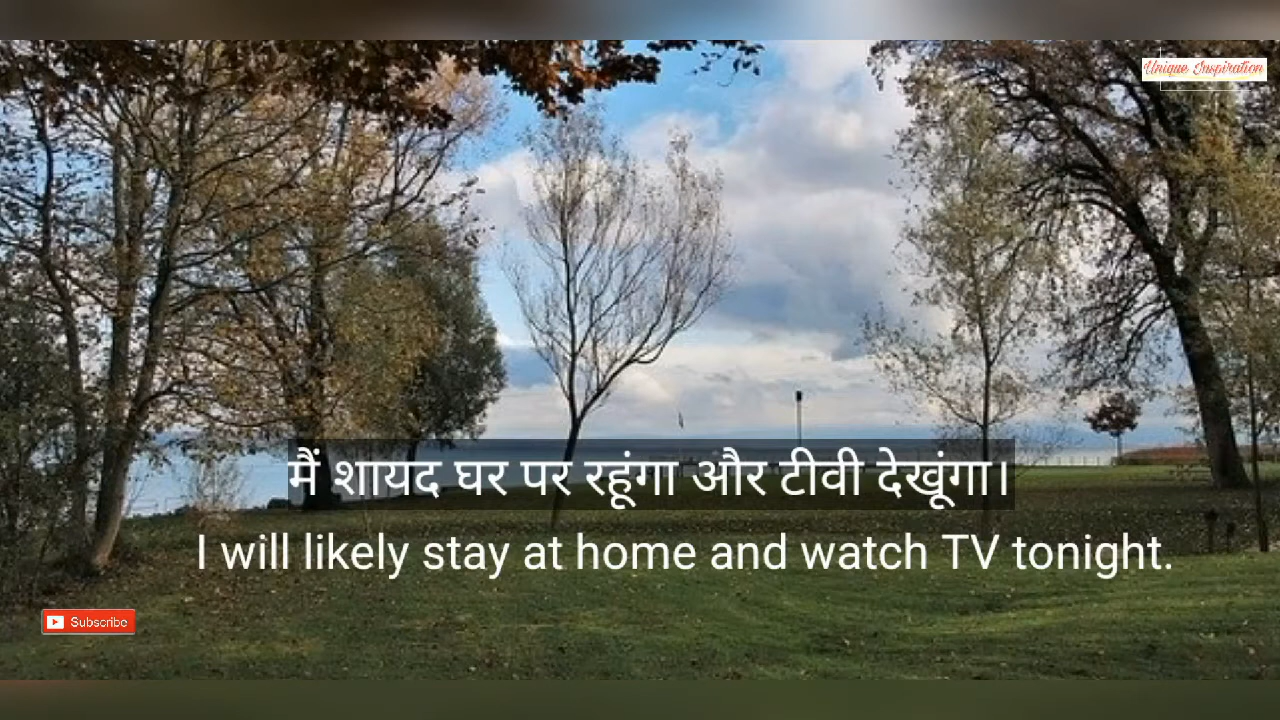 Unique Inspiration
मैं शायद घर पर रहूंगा और टीवी देखूंगा।
I will likely stay at home and watch TV tonight.
Subscribe